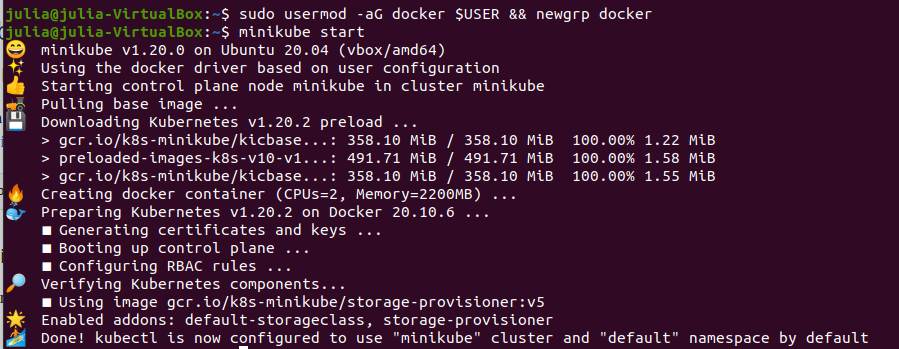 julia@julia-VirtualBox:~$ sudo usermod -aG docker $USER && newgrp docker
julia@julia-VirtualBox:~$ minikube start
😄 minikube v1.20.0 on Ubuntu 20.04 (vbox/amd64)
✨ Using the docker driver based on user configuration
👍 Starting control plane node minikube in cluster minikube
🚜 Pulling base image ...
💾 Downloading Kubernetes v1.20.2 preload ...
> gcr.io/k8s-minikube/kicbase...: 358.10 MiB / 358.10 MiB 100.00% 1.22 MiB
> preloaded-images-k8s-v10-v1...: 491.71 MiB / 491.71 MiB 100.00% 1.58 MiB
> gcr.io/k8s-minikube/kicbase...: 358.10 MiB / 358.10 MiB 100.00% 1.55 MiB
🔥 Creating docker container (CPUs=2, Memory=2200MB) ...
🐳 Preparing Kubernetes v1.20.2 on Docker 20.10.6 ...
▪ Generating certificates and keys ...
▪ Booting up control plane ...
▪ Configuring RBAC rules ...
🔎 Verifying Kubernetes components...
▪ Using image gcr.io/k8s-minikube/storage-provisioner:v5
🌟 Enabled addons: default-storageclass, storage-provisioner
🏄 Done! kubectl is now configured to use "minikube" cluster and "default" namespace by default